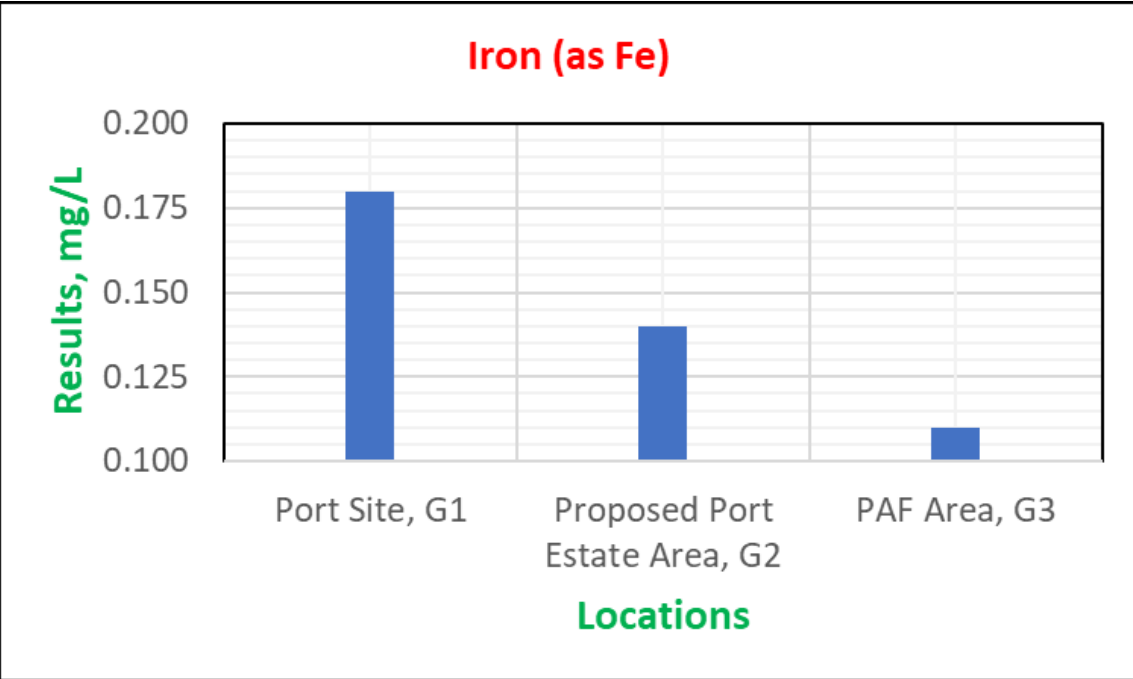 Iron (as Fe)
Results, mg/L
0.200
0.175
0.150
0.125
0.100
Port Site, G1
Proposed Port
Estate Area, G2
PAF Area, G3
Locations